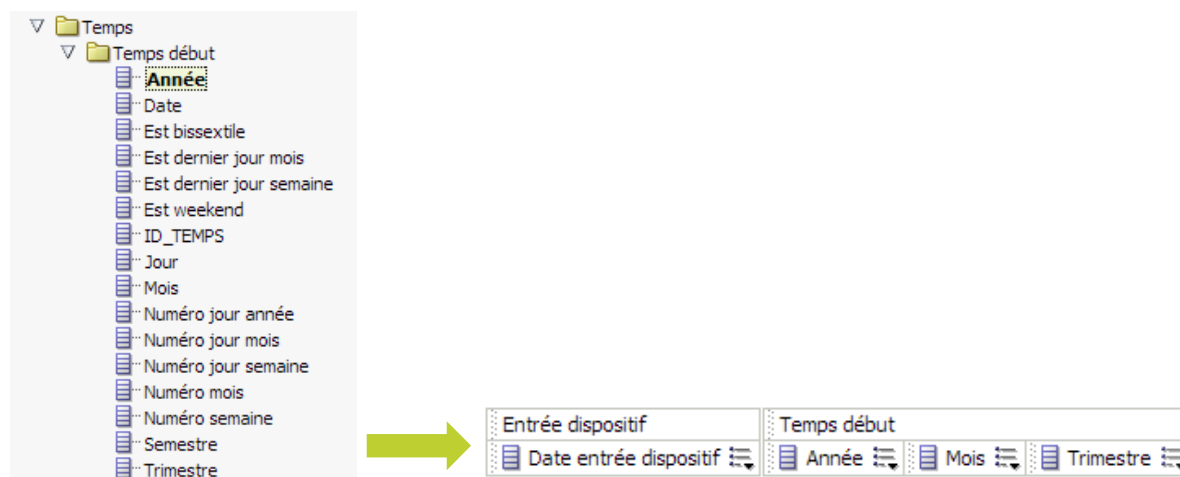 Temps
Temps début
Année
Date
Est bissextile
Est dernier jour mois
Est dernier jour semaine
Est weekend
ID_TEMPS
Jour
Mois
Numéro jour année
Numéro jour mois
Numéro jour semaine
Numéro mois
Numéro semaine
Semestre
Trimestre
Entrée dispositif Temps début
Date entrée dispositif Année Mois Trimestre